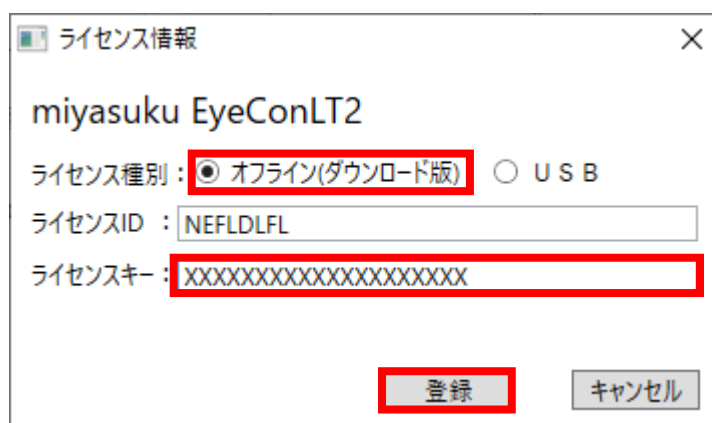 ライセンス情報
miyasuku EyeConLT2
ライセンス種別： オフライン(ダウンロード版) ＵＳＢ
ライセンスID ： NEFLDLFL
ライセンスキー： XXXXXXXXXXXXXXXXXXXX
登録 キャンセル